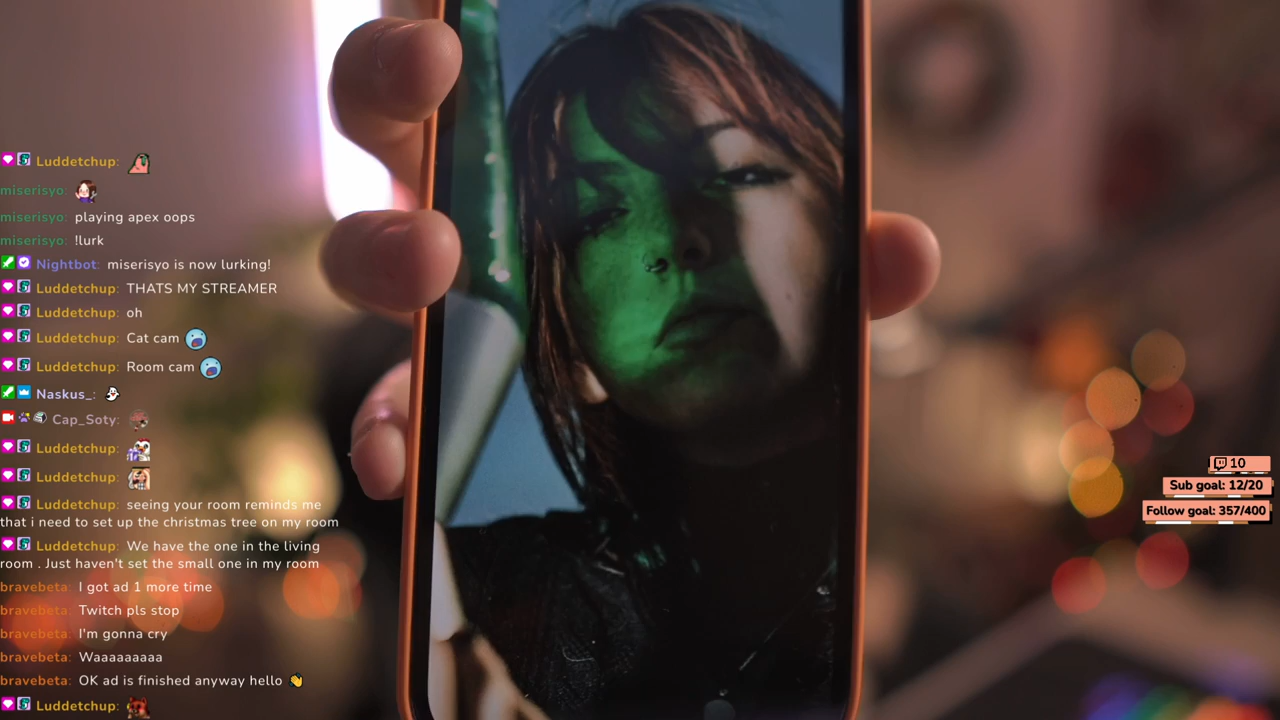 Luddetchup:
miserisyo:
miserisyo: playing apex oops
miserisyo: !lurk
Nightbot: miserisyo is now lurking!
Luddetchup: THATS MY STREAMER
Luddetchup: oh
Luddetchup: Cat cam
Luddetchup: Room cam
Naskus_:
Cap_Soty:
Luddetchup:
Luddetchup:
Luddetchup: seeing your room reminds me
that i need to set up the christmas tree on my room
Luddetchup: We have the one in the living
room . Just haven't set the small one in my room
bravebeta: I got ad 1 more time
bravebeta: Twitch pls stop
bravebeta: I'm gonna cry
bravebeta: Waaaaaaaaa
bravebeta: OK ad is finished anyway hello
Luddetchup:
10
Sub goal: 12/20
Follow goal: 357/400